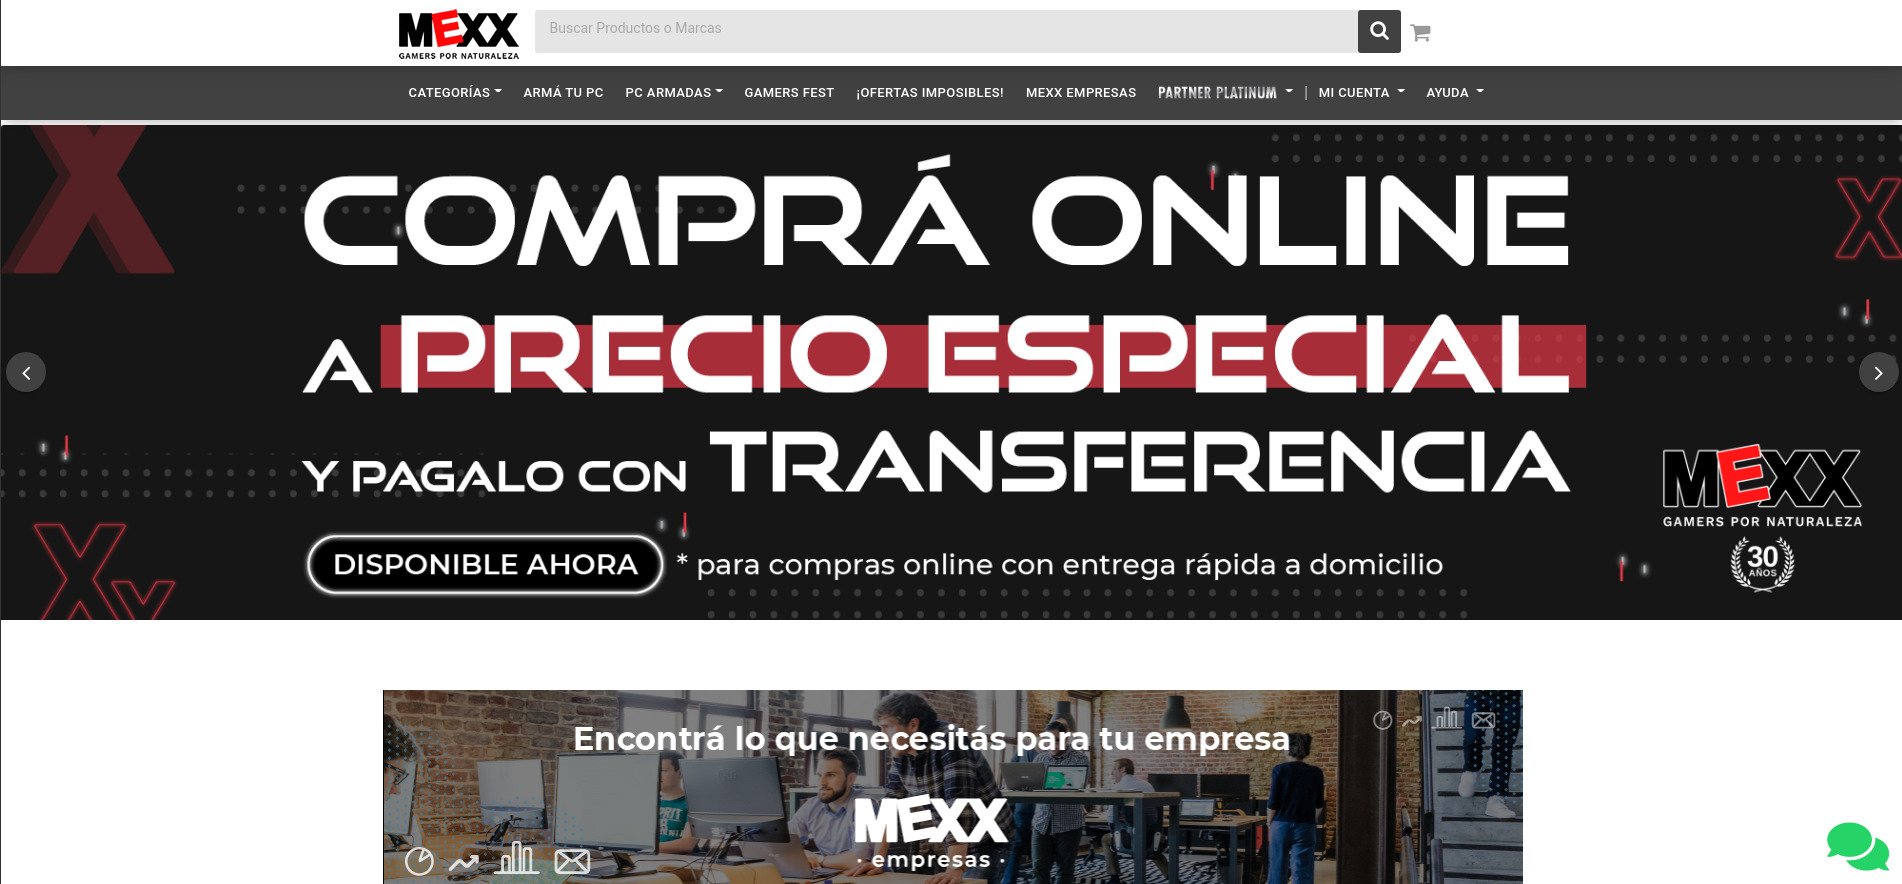 MEXX
GAMERS POR NATURALEZA
Buscar Productos o Marcas
CATEGORÍAS ARMÁ TU PC PC ARMADAS GAMERS FEST ¡OFERTAS IMPOSIBLES! MEXX EMPRESAS PARTNER PLATINUM | MI CUENTA AYUDA
COMPRÁ ONLINE
A PRECIO ESPECIAL
Y PAGALO CON TRANSFERENCIA
DISPONIBLE AHORA * para compras online con entrega rápida a domicilio
MEXX
GAMERS POR NATURALEZA
30
AÑOS
Encontrá lo que necesitás para tu empresa
MEXX
· empresas ·